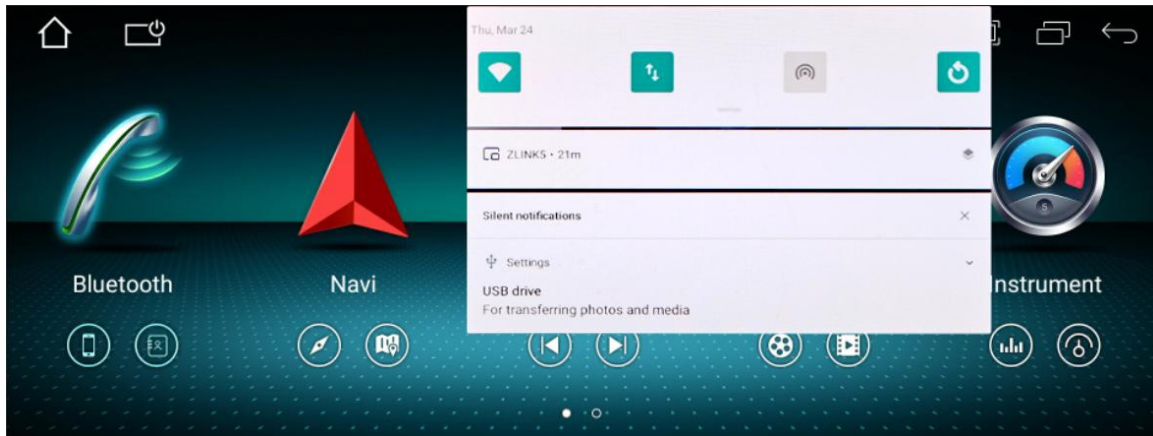 Thu, Mar 24
ZLINK5 • 21m
Silent notifications
Settings
USB drive
For transferring photos and media
Bluetooth
Navi
Instrument
S